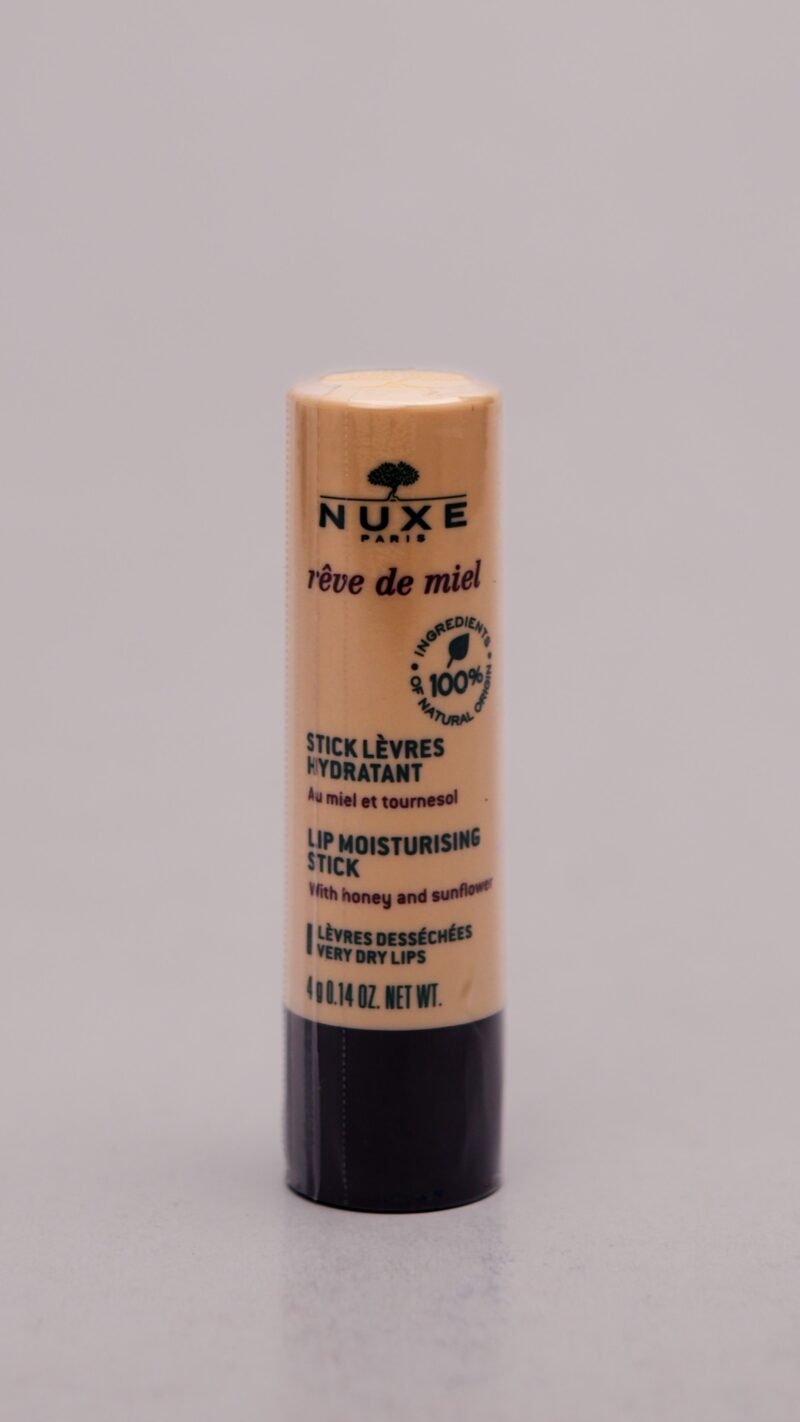 NUXE
PARIS
rêve de miel
INGREDIENTS
100%
OF NATURAL ORIGIN
STICK LÈVRES
HYDRATANT
Au miel et tournesol
LIP MOISTURISING
STICK
With honey and sunflower
LÈVRES DESSÉCHÉES
VERY DRY LIPS
4 g 0.14 OZ. NET WT.